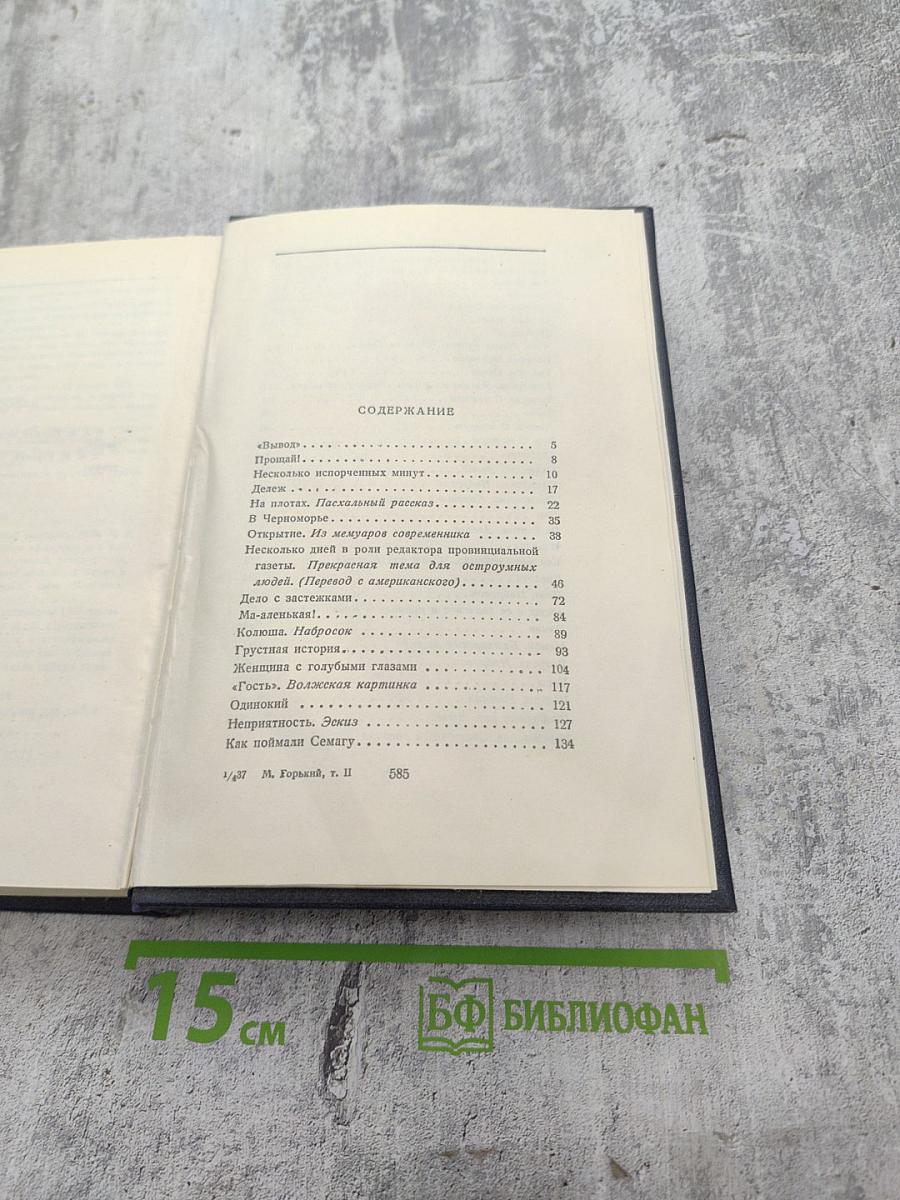 СОДЕРЖАНИЕ
«Вывод» . . . . . . . . . . . . . . . . . . . . . . . . . . . 5
Прощай! . . . . . . . . . . . . . . . . . . . . . . . . . . . 8
Несколько испорченных минут . . . . . . . . . . . . . 10
Дележ . . . . . . . . . . . . . . . . . . . . . . . . . . . . 17
На плотах. Пасхальный рассказ . . . . . . . . . . . . 22
В Черноморье . . . . . . . . . . . . . . . . . . . . . . . 35
Открытие. Из мемуаров современника . . . . . . . 38
Несколько дней в роли редактора провинциальной
газеты. Прекрасная тема для остроумных
людей. (Перевод с американского) . . . . . . . . . 46
Дело с застежками . . . . . . . . . . . . . . . . . . . . 72
Ма-аленькая! . . . . . . . . . . . . . . . . . . . . . . . . 84
Колюша. Набросок . . . . . . . . . . . . . . . . . . . . 89
Грустная история . . . . . . . . . . . . . . . . . . . . . 93
Женщина с голубыми глазами . . . . . . . . . . . . . 104
«Гость». Волжская картинка . . . . . . . . . . . . . 117
Одинокий . . . . . . . . . . . . . . . . . . . . . . . . . . 121
Неприятность. Эскиз . . . . . . . . . . . . . . . . . . . 127
Как поймали Семагу . . . . . . . . . . . . . . . . . . . 134
1/437 М. Горький, т. II 585
15 см БФ БИБЛИОФАН